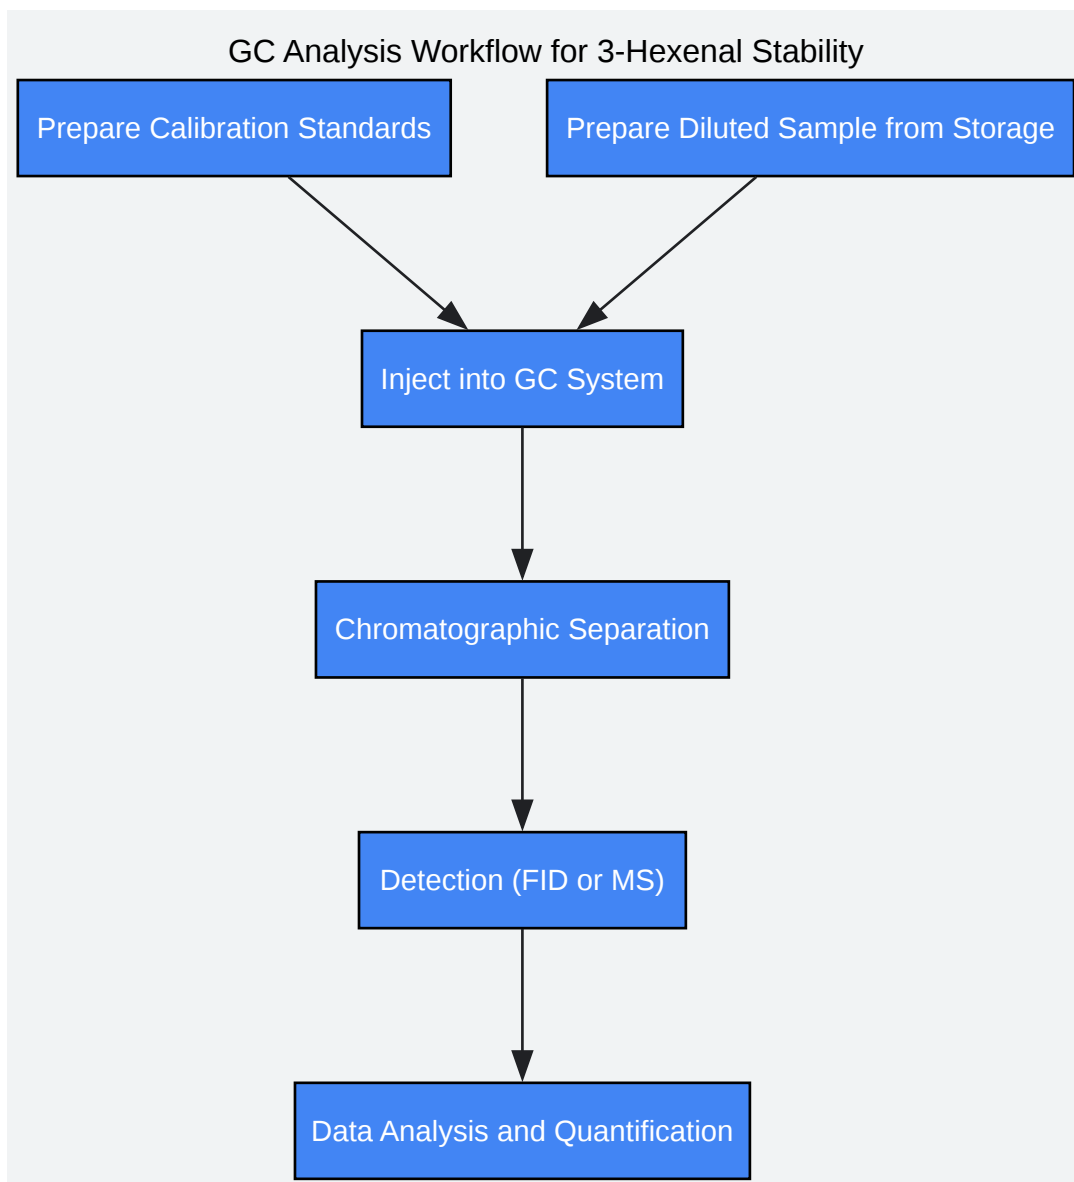 GC Analysis Workflow for 3-Hexenal Stability
Prepare Calibration Standards
Prepare Diluted Sample from Storage
Inject into GC System
Chromatographic Separation
Detection (FID or MS)
Data Analysis and Quantification